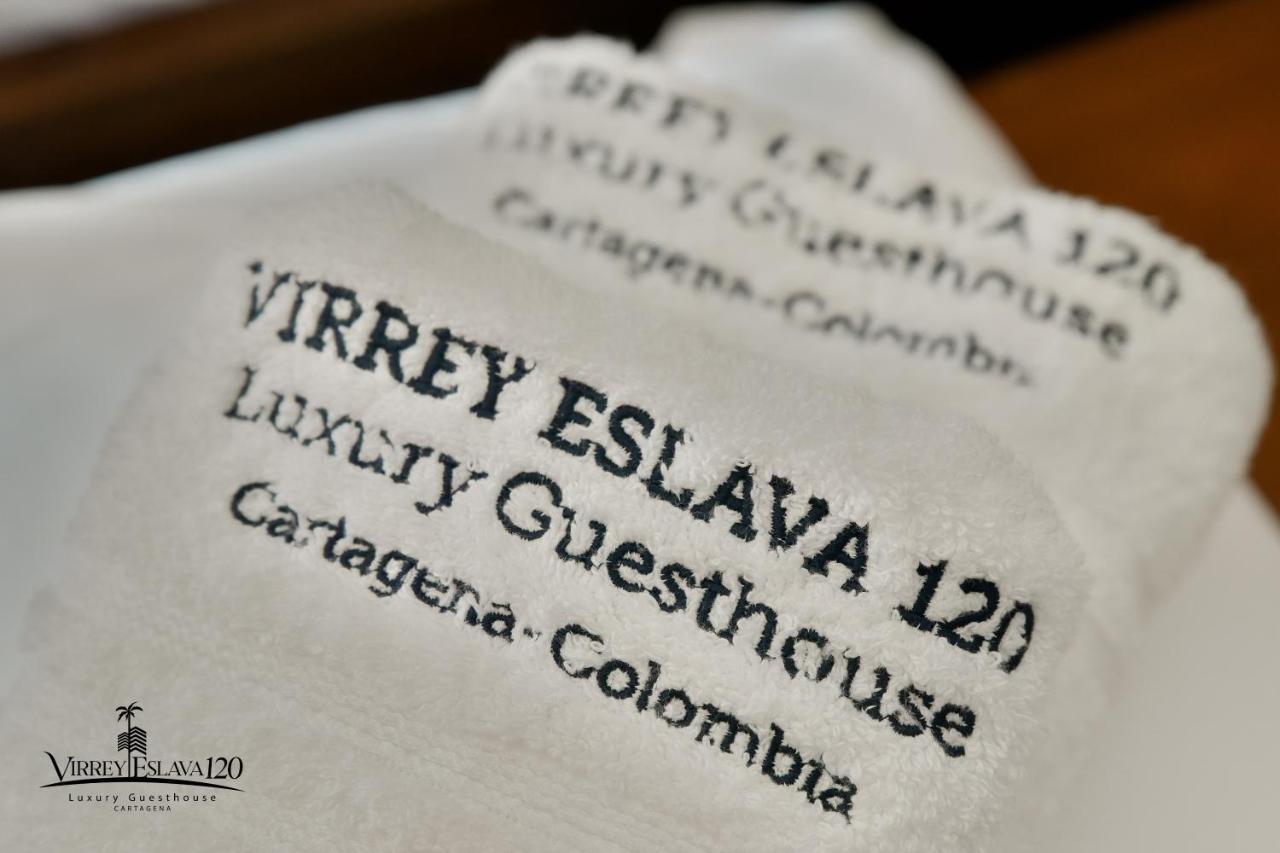 VIRREY ESLAVA 120
Luxury Guesthouse
Cartagena-Colombia
VIRREY ESLAVA 120
Luxury Guesthouse
Cartagena-Colombia
VIRREY ESLAVA 120
Luxury Guesthouse
CARTAGENA